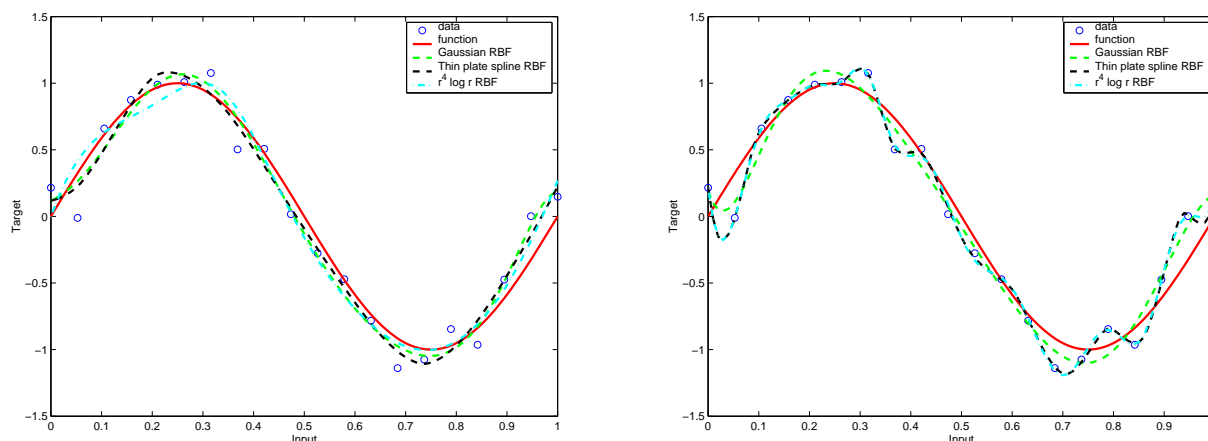 1.5
1
0.5
0
−0.5
−1
−1.5
Target
0
0.1
0.2
0.3
0.4
0.5
0.6
0.7
0.8
0.9
1
Input
data
function
Gaussian RBF
Thin plate spline RBF
r⁴ log r RBF
1.5
1
0.5
0
−0.5
−1
−1.5
Target
0
0.1
0.2
0.3
0.4
0.5
0.6
0.7
0.8
0.9
Input
data
function
Gaussian RBF
Thin plate spline RBF
r⁴ log r RBF